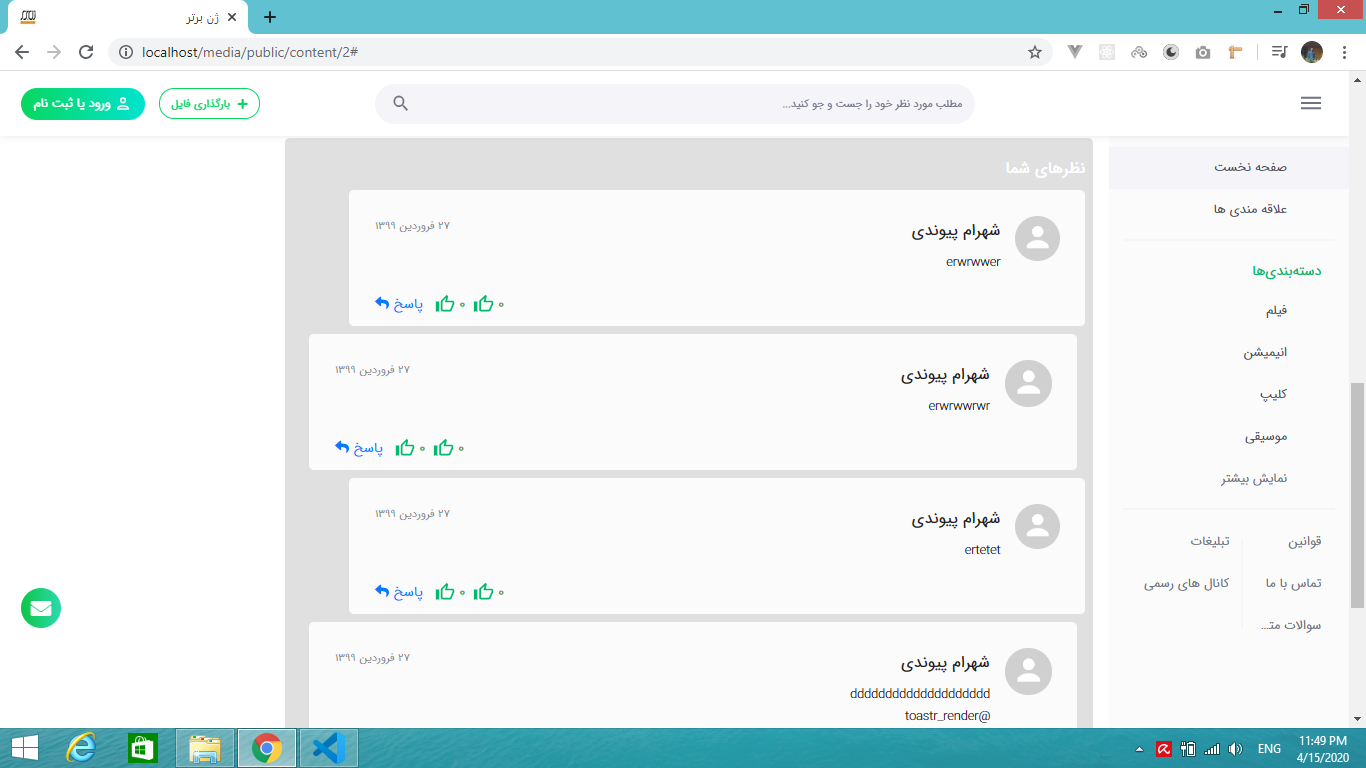 ژن برتر
localhost/media/public/content/2#
مطلب مورد نظر خود را جست و جو کنید...
بارگذاری فایل
ورود یا ثبت نام
صفحه نخست
علاقه مندی ها
دسته‌بندی‌ها
فیلم
انیمیشن
کلیپ
موسیقی
نمایش بیشتر
قوانین
تبلیغات
تماس با ما
کانال های رسمی
سوالات مت...
نظرهای شما
شهرام پیوندی
۲۷ فروردین ۱۳۹۹
erwrwwer
۰ ۰ پاسخ
شهرام پیوندی
۲۷ فروردین ۱۳۹۹
erwrwwrwr
۰ ۰ پاسخ
شهرام پیوندی
۲۷ فروردین ۱۳۹۹
ertetet
۰ ۰ پاسخ
شهرام پیوندی
۲۷ فروردین ۱۳۹۹
dddddddddddddddddddd
toastr_render@
ENG
11:49 PM
4/15/2020